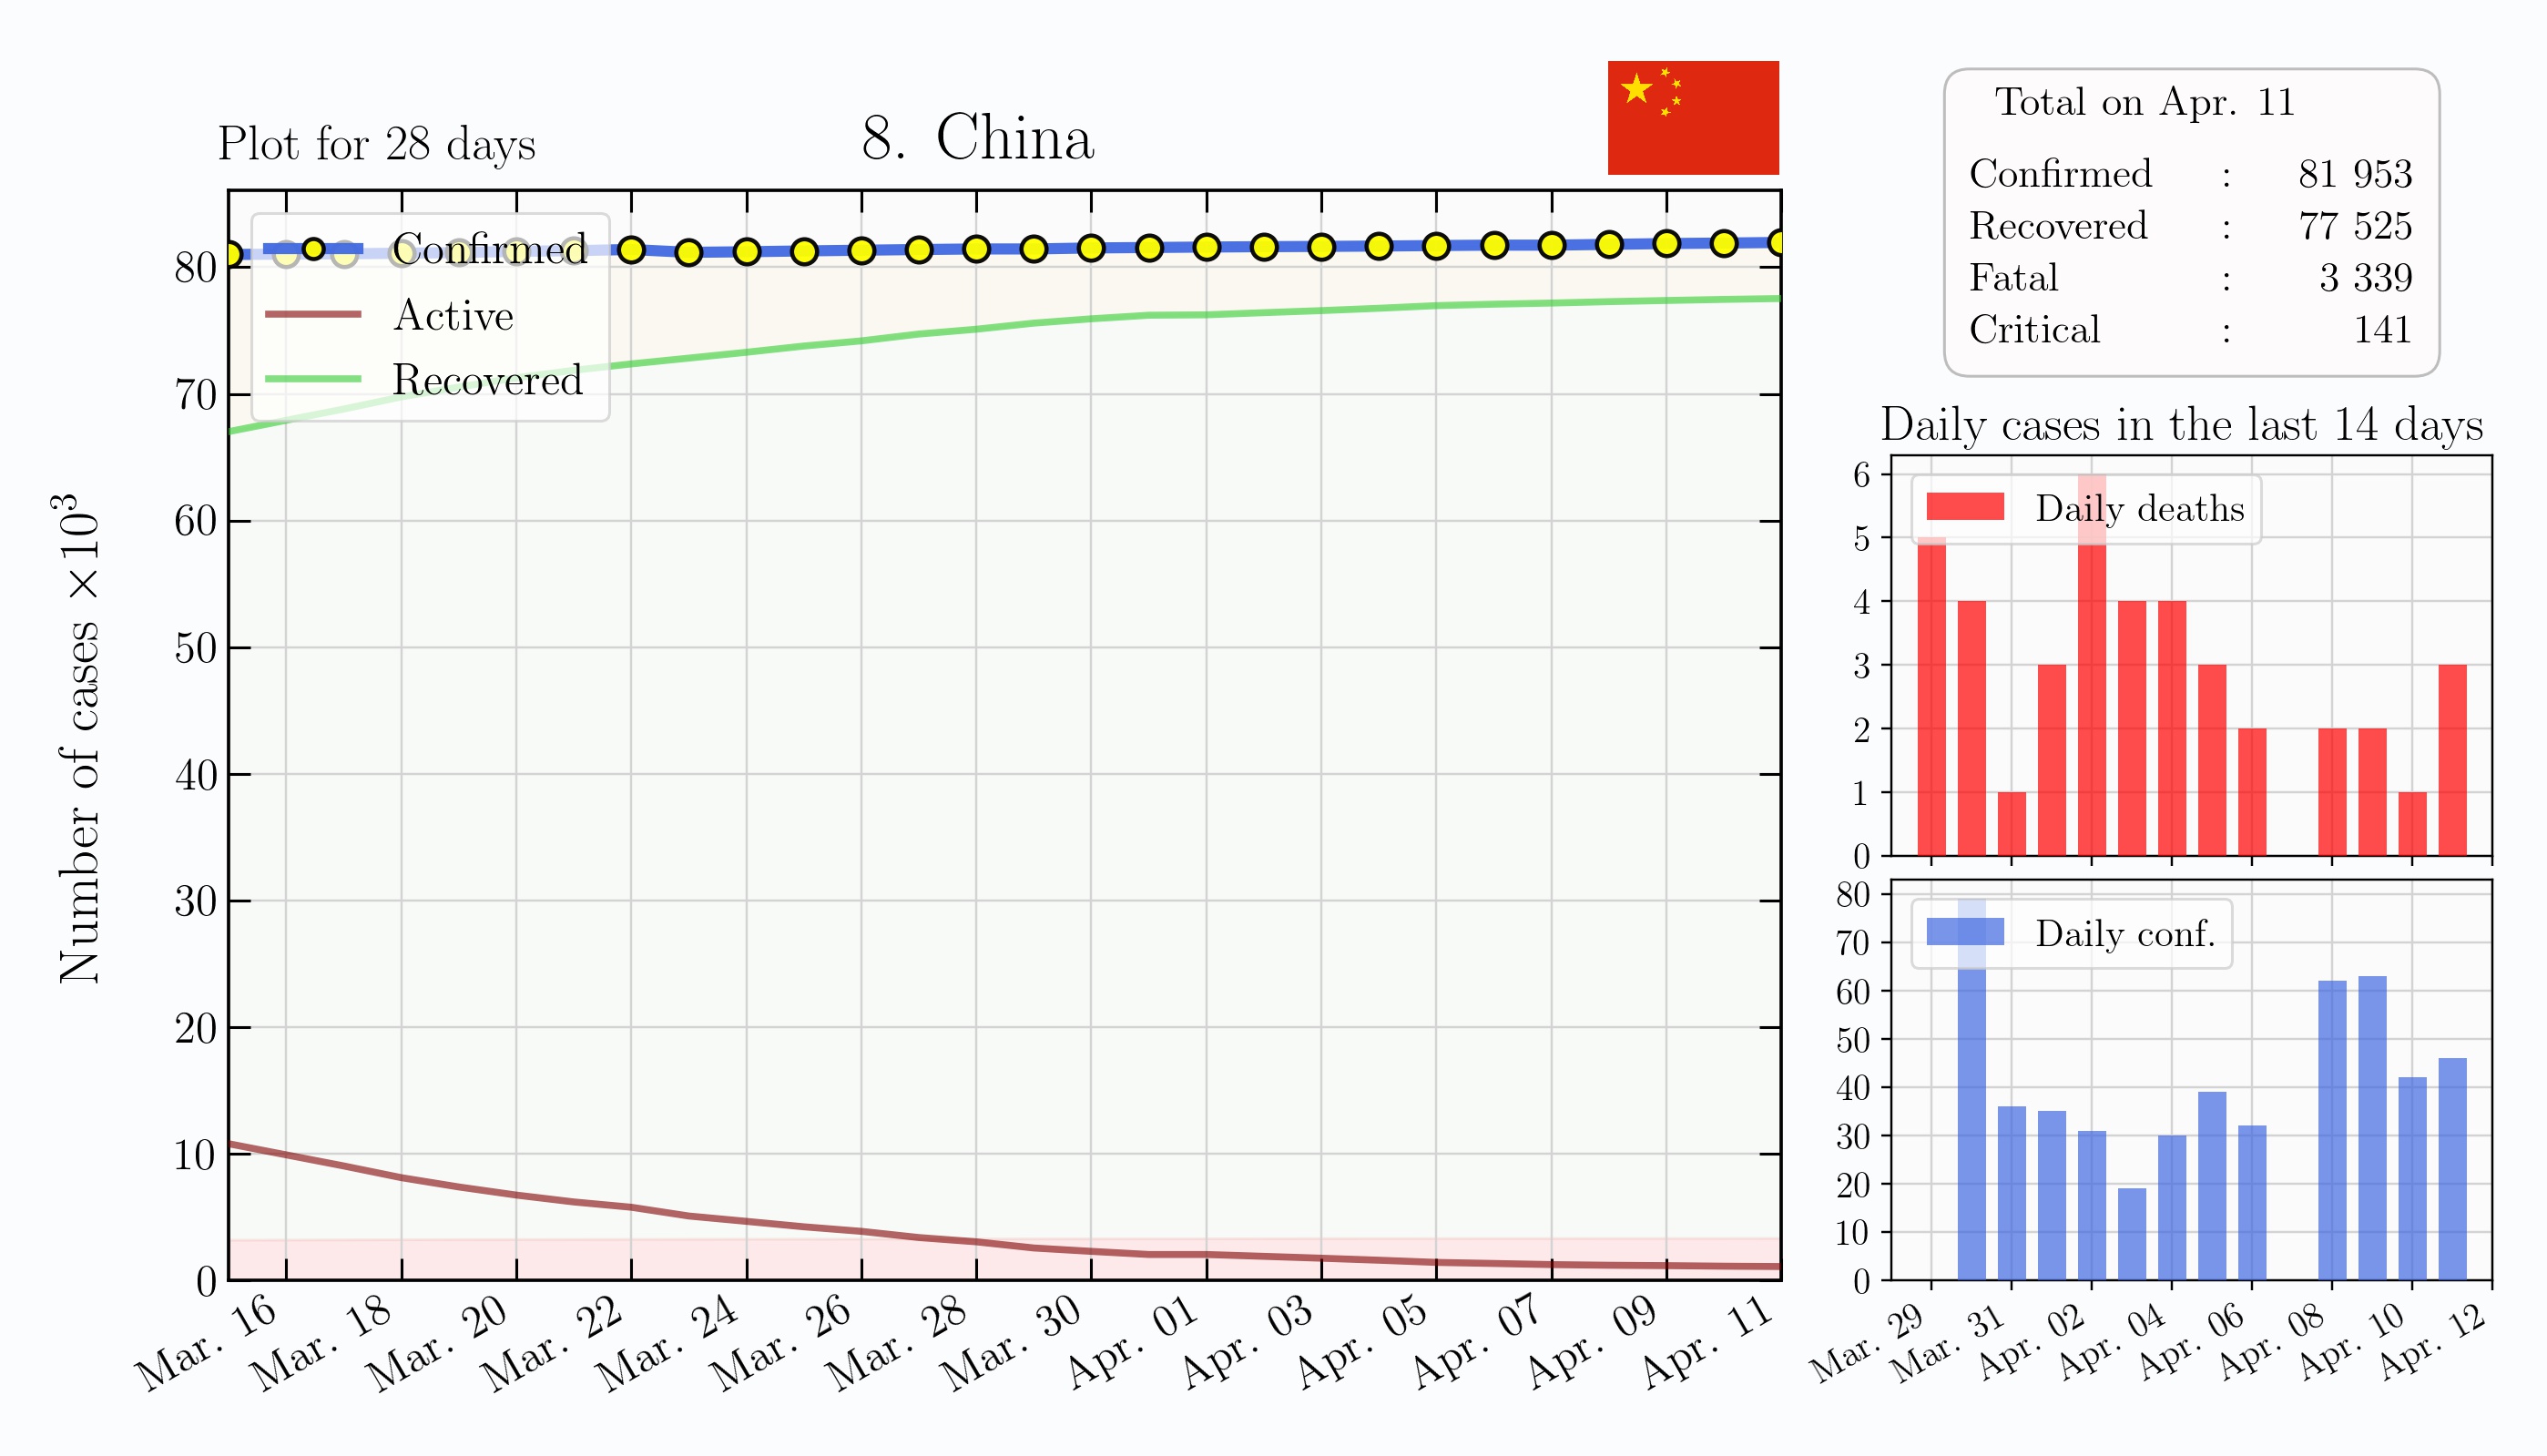 Plot for 28 days
8. China
Number of cases ×10³
80
70
60
50
40
30
20
10
0
Confirmed
Active
Recovered
Mar. 16
Mar. 18
Mar. 20
Mar. 22
Mar. 24
Mar. 26
Mar. 28
Mar. 30
Apr. 01
Apr. 03
Apr. 05
Apr. 07
Apr. 09
Apr. 11
Total on Apr. 11
Confirmed : 81 953
Recovered : 77 525
Fatal : 3 339
Critical : 141
Daily cases in the last 14 days
6
5
4
3
2
1
0
Daily deaths
80
70
60
50
40
30
20
10
0
Daily conf.
Mar. 29
Mar. 31
Apr. 02
Apr. 04
Apr. 06
Apr. 08
Apr. 10
Apr. 12